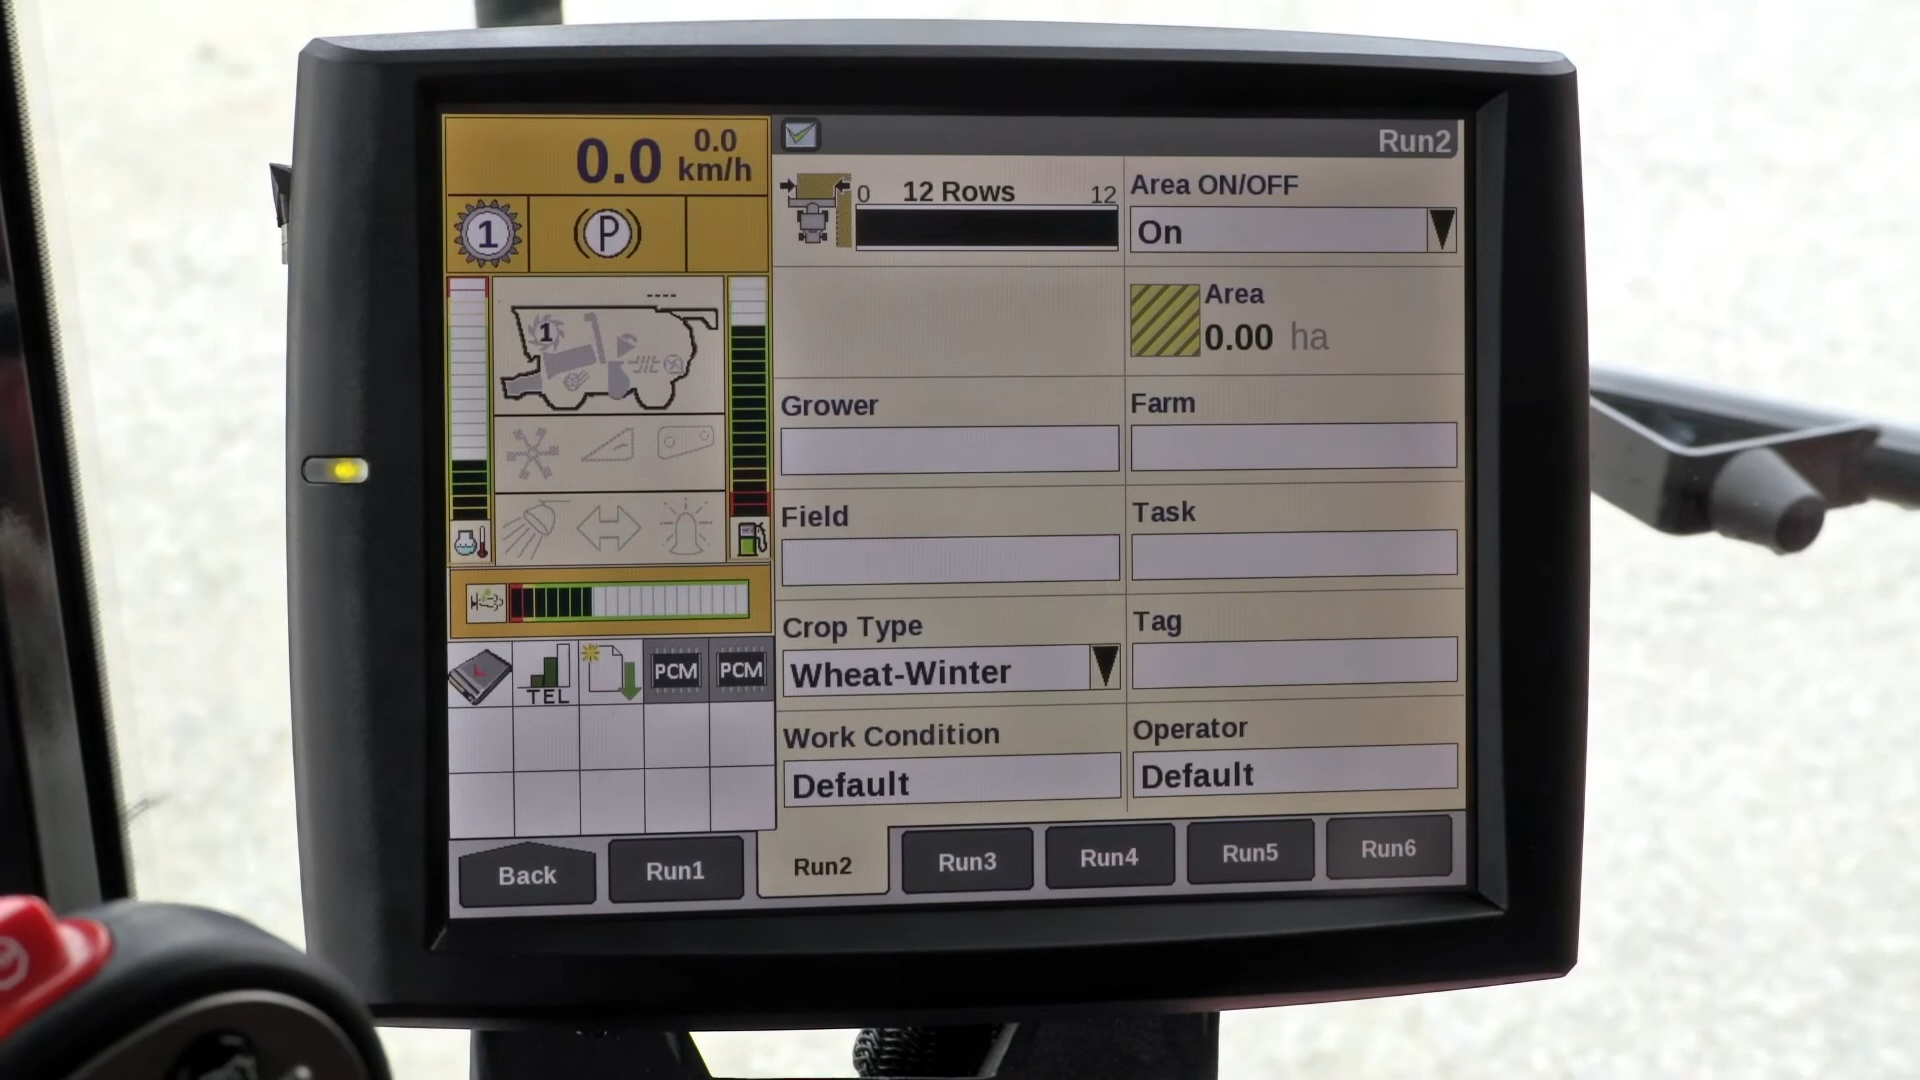 0.0
0.0
km/h
1
P
Run2
0
12 Rows
12
Area ON/OFF
On
----
1
Area
0.00 ha
Grower
Farm
Field
Task
Crop Type
Wheat-Winter
Tag
TEL
PCM
PCM
Work Condition
Default
Operator
Default
Back
Run1
Run2
Run3
Run4
Run5
Run6